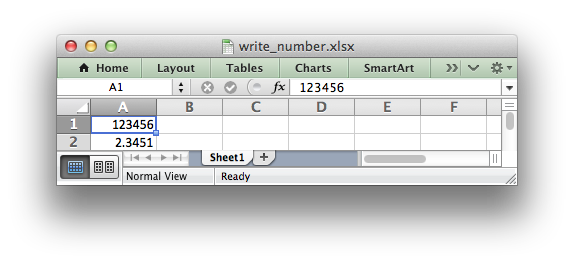 write_number.xlsx
Home Layout Tables Charts SmartArt
A1 fx 123456
A B C D E F
1 123456
2 2.3451
Sheet1 +
Normal View Ready